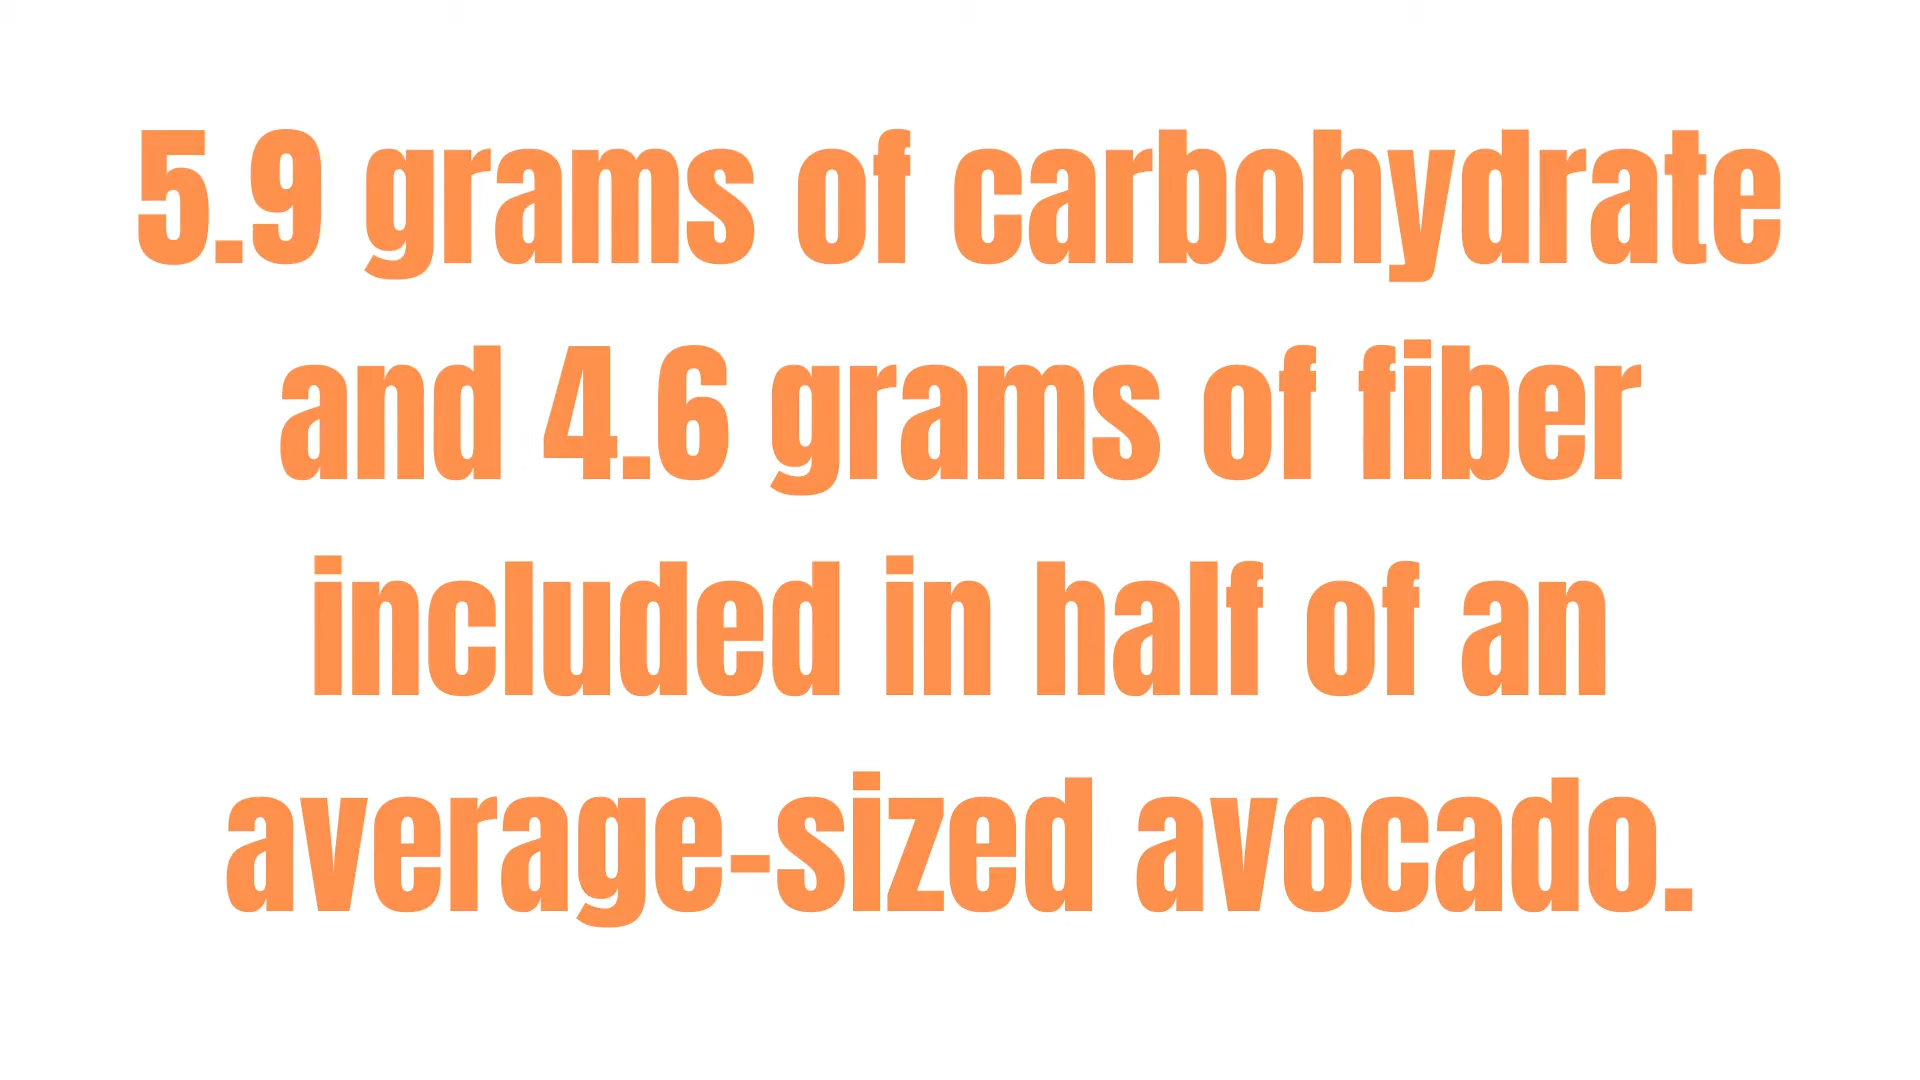 5.9 grams of carbohydrate
and 4.6 grams of fiber
included in half of an
average-sized avocado.